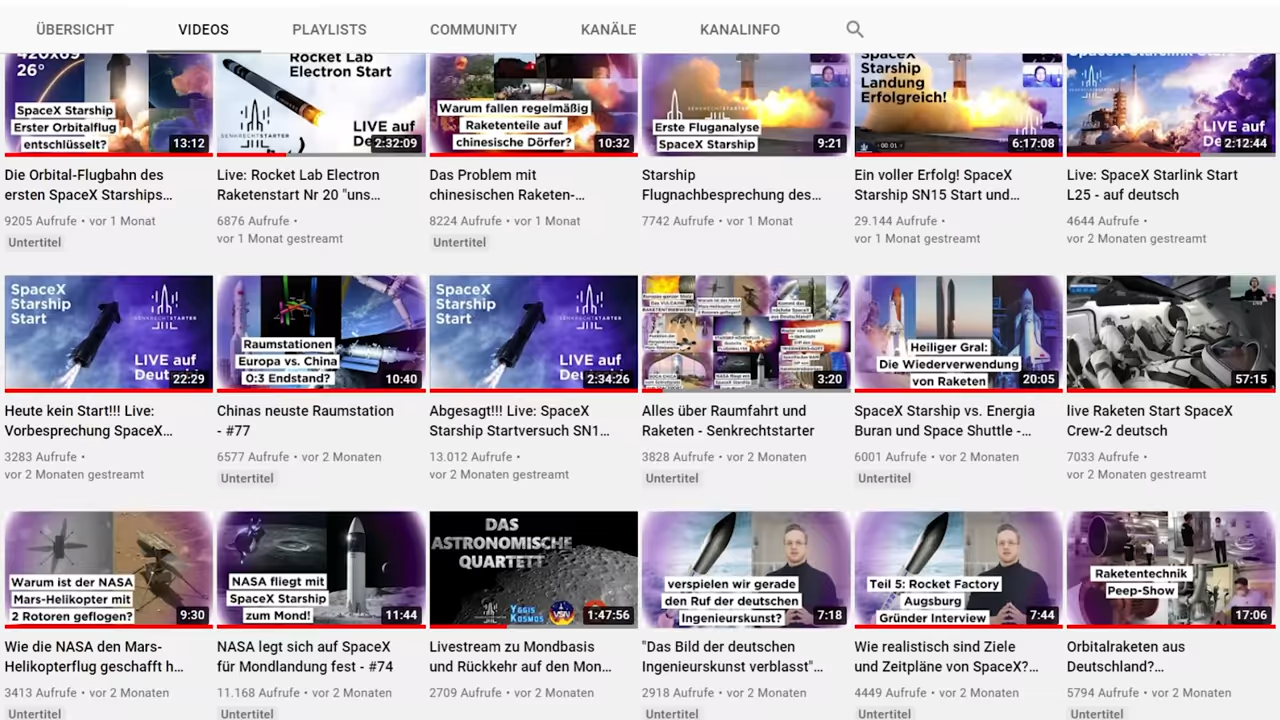 ÜBERSICHT
VIDEOS
PLAYLISTS
COMMUNITY
KANÄLE
KANALINFO
26°
SpaceX Starship
Erster Orbitalflug
entschlüsselt?
13:12
Rocket Lab
Electron Start
SENKRECHTSTARTER
LIVE auf
2:32:09
Warum fallen regelmäßig
Raketenteile auf
chinesische Dörfer?
10:32
Erste Fluganalyse
SpaceX Starship
9:21
SpaceX
Starship
Landung
Erfolgreich!
6:17:08
LIVE auf
2:12:44
Die Orbital-Flugbahn des
ersten SpaceX Starships...
9205 Aufrufe • vor 1 Monat
Untertitel
Live: Rocket Lab Electron
Raketenstart Nr 20 "uns...
6876 Aufrufe •
vor 1 Monat gestreamt
Das Problem mit
chinesischen Raketen-...
8224 Aufrufe • vor 1 Monat
Untertitel
Starship
Flugnachbesprechung des...
7742 Aufrufe • vor 1 Monat
Ein voller Erfolg! SpaceX
Starship SN15 Start und...
29.144 Aufrufe •
vor 1 Monat gestreamt
Live: SpaceX Starlink Start
L25 - auf deutsch
4644 Aufrufe •
vor 2 Monaten gestreamt
SpaceX
Starship
Start
SENKRECHTSTARTER
LIVE auf
22:29
Raumstationen
Europa vs. China
0:3 Endstand?
10:40
SpaceX
Starship
Start
SENKRECHTSTARTER
LIVE auf
2:34:26
3:20
Heiliger Gral:
Die Wiederverwendung
von Raketen
20:05
57:15
Heute kein Start!!! Live:
Vorbesprechung SpaceX...
3283 Aufrufe •
vor 2 Monaten gestreamt
Chinas neuste Raumstation
- #77
6577 Aufrufe • vor 2 Monaten
Untertitel
Abgesagt!!! Live: SpaceX
Starship Startversuch SN1...
13.012 Aufrufe •
vor 2 Monaten gestreamt
Alles über Raumfahrt und
Raketen - Senkrechtstarter
3828 Aufrufe • vor 2 Monaten
Untertitel
SpaceX Starship vs. Energia
Buran und Space Shuttle -...
6001 Aufrufe • vor 2 Monaten
Untertitel
live Raketen Start SpaceX
Crew-2 deutsch
7033 Aufrufe •
vor 2 Monaten gestreamt
Warum ist der NASA
Mars-Helikopter mit
2 Rotoren geflogen?
9:30
NASA fliegt mit
SpaceX Starship
zum Mond!
11:44
DAS
ASTRONOMISCHE
QUARTETT
YOGIS
KOSMOS
1:47:56
verspielen wir gerade
den Ruf der deutschen
Ingenieurskunst?
7:18
Teil 5: Rocket Factory
Augsburg
Gründer Interview
7:44
Raketentechnik
Peep-Show
17:06
Wie die NASA den Mars-
Helikopterflug geschafft h...
3413 Aufrufe • vor 2 Monaten
Untertitel
NASA legt sich auf SpaceX
für Mondlandung fest - #74
11.168 Aufrufe • vor 2 Monaten
Untertitel
Livestream zu Mondbasis
und Rückkehr auf den Mon...
2709 Aufrufe • vor 2 Monaten
"Das Bild der deutschen
Ingenieurskunst verblasst"...
2918 Aufrufe • vor 2 Monaten
Untertitel
Wie realistisch sind Ziele
und Zeitpläne von SpaceX?...
4449 Aufrufe • vor 2 Monaten
Untertitel
Orbitalraketen aus
Deutschland?...
5794 Aufrufe • vor 2 Monaten
Untertitel